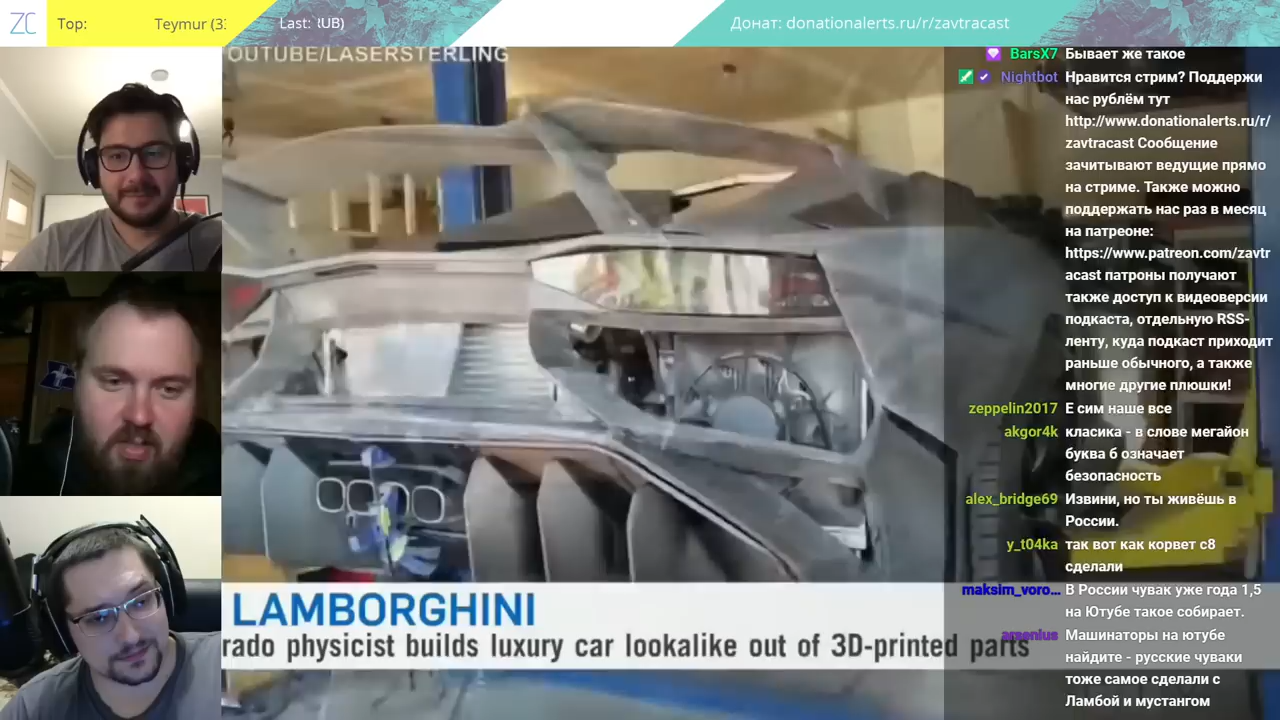 ZC
Top:
Teymur (3
Last:
RUB)
Донат: donationalerts.ru/r/zavtracast
OUTUBE/LASERSTERLING
BarsX7 Бывает же такое
Nightbot Нравится стрим? Поддержи
нас рублём тут
http://www.donationalerts.ru/r/
zavtracast Сообщение
зачитывают ведущие прямо
на стриме. Также можно
поддержать нас раз в месяц
на патреоне:
https://www.patreon.com/zavtr
acast патроны получают
также доступ к видеоверсии
подкаста, отдельную RSS-
ленту, куда подкаст приходит
раньше обычного, а также
многие другие плюшки!
zeppelin2017 Е сим наше все
akgor4k класика - в слове мегайон
буква б означает
безопасность
alex_bridge69 Извини, но ты живёшь в
России.
y_t04ka так вот как корвет с8
сделали
maksim_voro... В России чувак уже года 1,5
на Ютубе такое собирает.
arsenius Машинаторы на ютубе
найдите - русские чуваки
тоже самое сделали с
Ламбой и мустангом
LAMBORGHINI
rado physicist builds luxury car lookalike out of 3D-printed parts